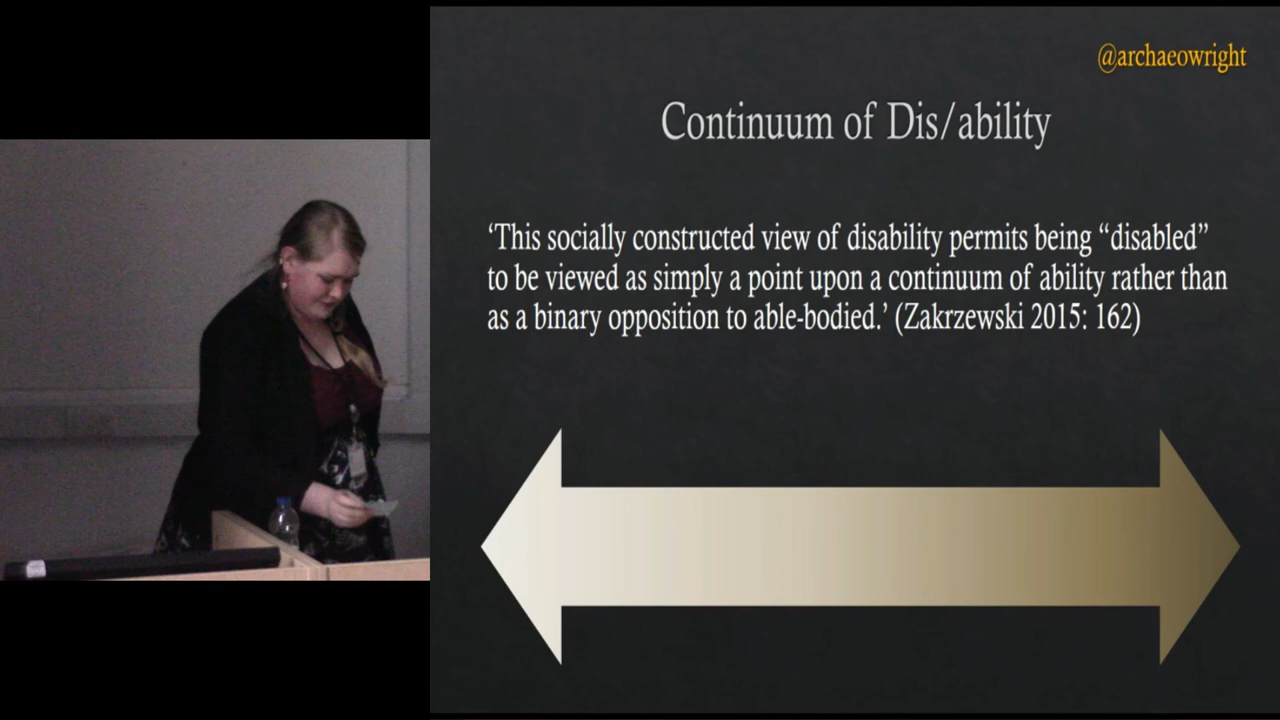 @archaeowright
Continuum of Dis/ability
‘This socially constructed view of disability permits being “disabled”
to be viewed as simply a point upon a continuum of ability rather than
as a binary opposition to able-bodied.’ (Zakrzewski 2015: 162)